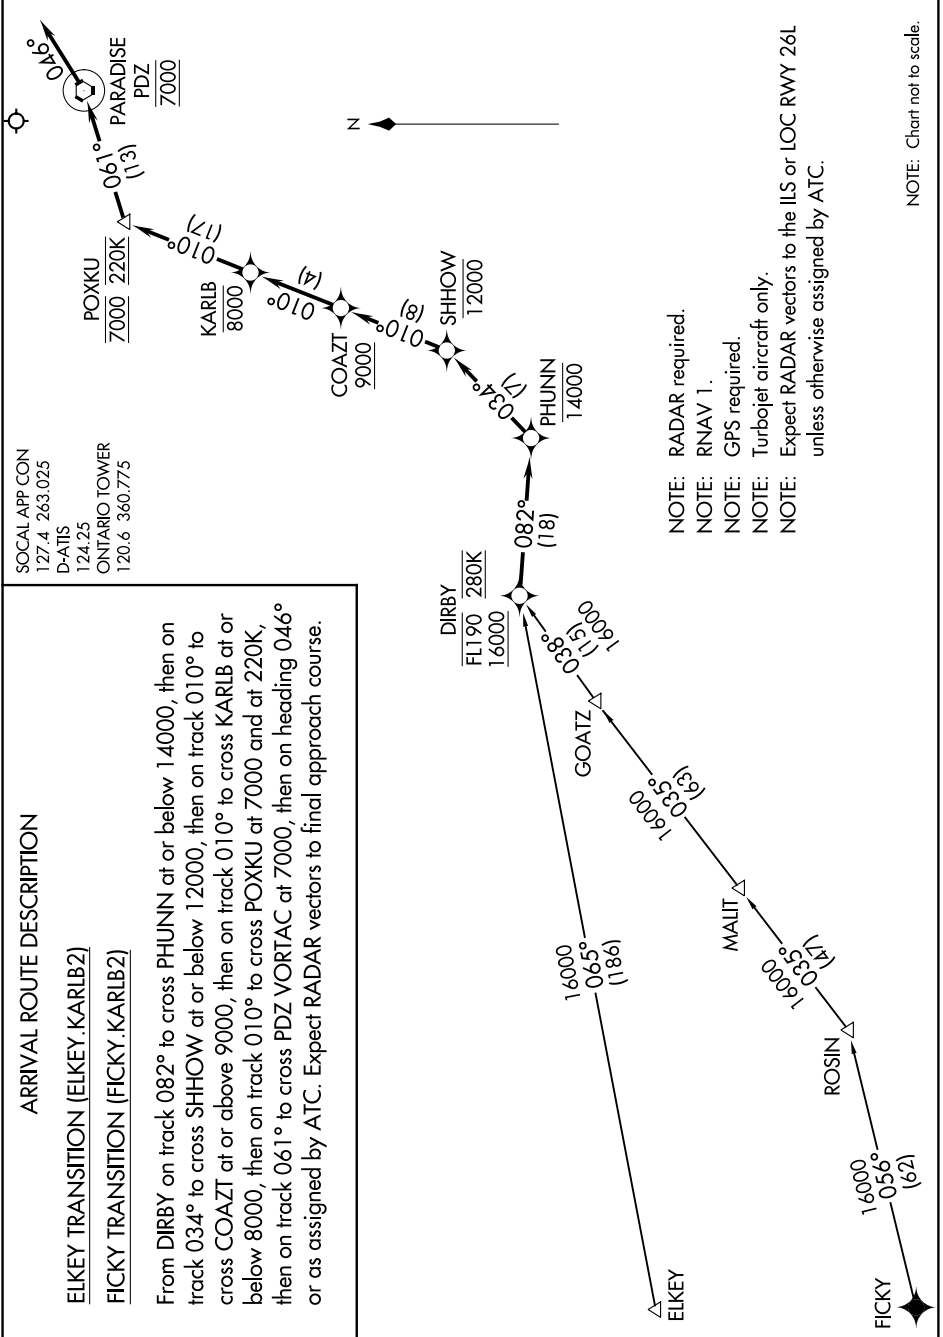 ARRIVAL ROUTE DESCRIPTION
ELKEY TRANSITION (ELKEY.KARLB2)
FICKY TRANSITION (FICKY.KARLB2)
From DIRBY on track 082° to cross PHUNN at or below 14000, then on
track 034° to cross SHHOW at or below 12000, then on track 010° to
cross COAZT at or above 9000, then on track 010° to cross KARLB at or
below 8000, then on track 010° to cross POXKU at 7000 and at 220K,
then on track 061° to cross PDZ VORTAC at 7000, then on heading 046°
or as assigned by ATC. Expect RADAR vectors to final approach course.
SOCAL APP CON
127.4 263.025
D-ATIS
124.25
ONTARIO TOWER
120.6 360.775
046°
PARADISE
PDZ
7000
061°
(13)
POXKU
7000 220K
010°
(17)
KARLB
8000
010°
(4)
COAZT
9000
010°
(8)
SHHOW
12000
034°
(7)
PHUNN
14000
082°
(18)
DIRBY
FL190 280K
16000
038°
(15)
16000
GOATZ
16000
035°
(63)
MALIT
16000
035°
(47)
ROSIN
16000
056°
(62)
FICKY
16000
065°
(186)
ELKEY
N
NOTE: RADAR required.
NOTE: RNAV 1.
NOTE: GPS required.
NOTE: Turbojet aircraft only.
NOTE: Expect RADAR vectors to the ILS or LOC RWY 26L
unless otherwise assigned by ATC.
NOTE: Chart not to scale.